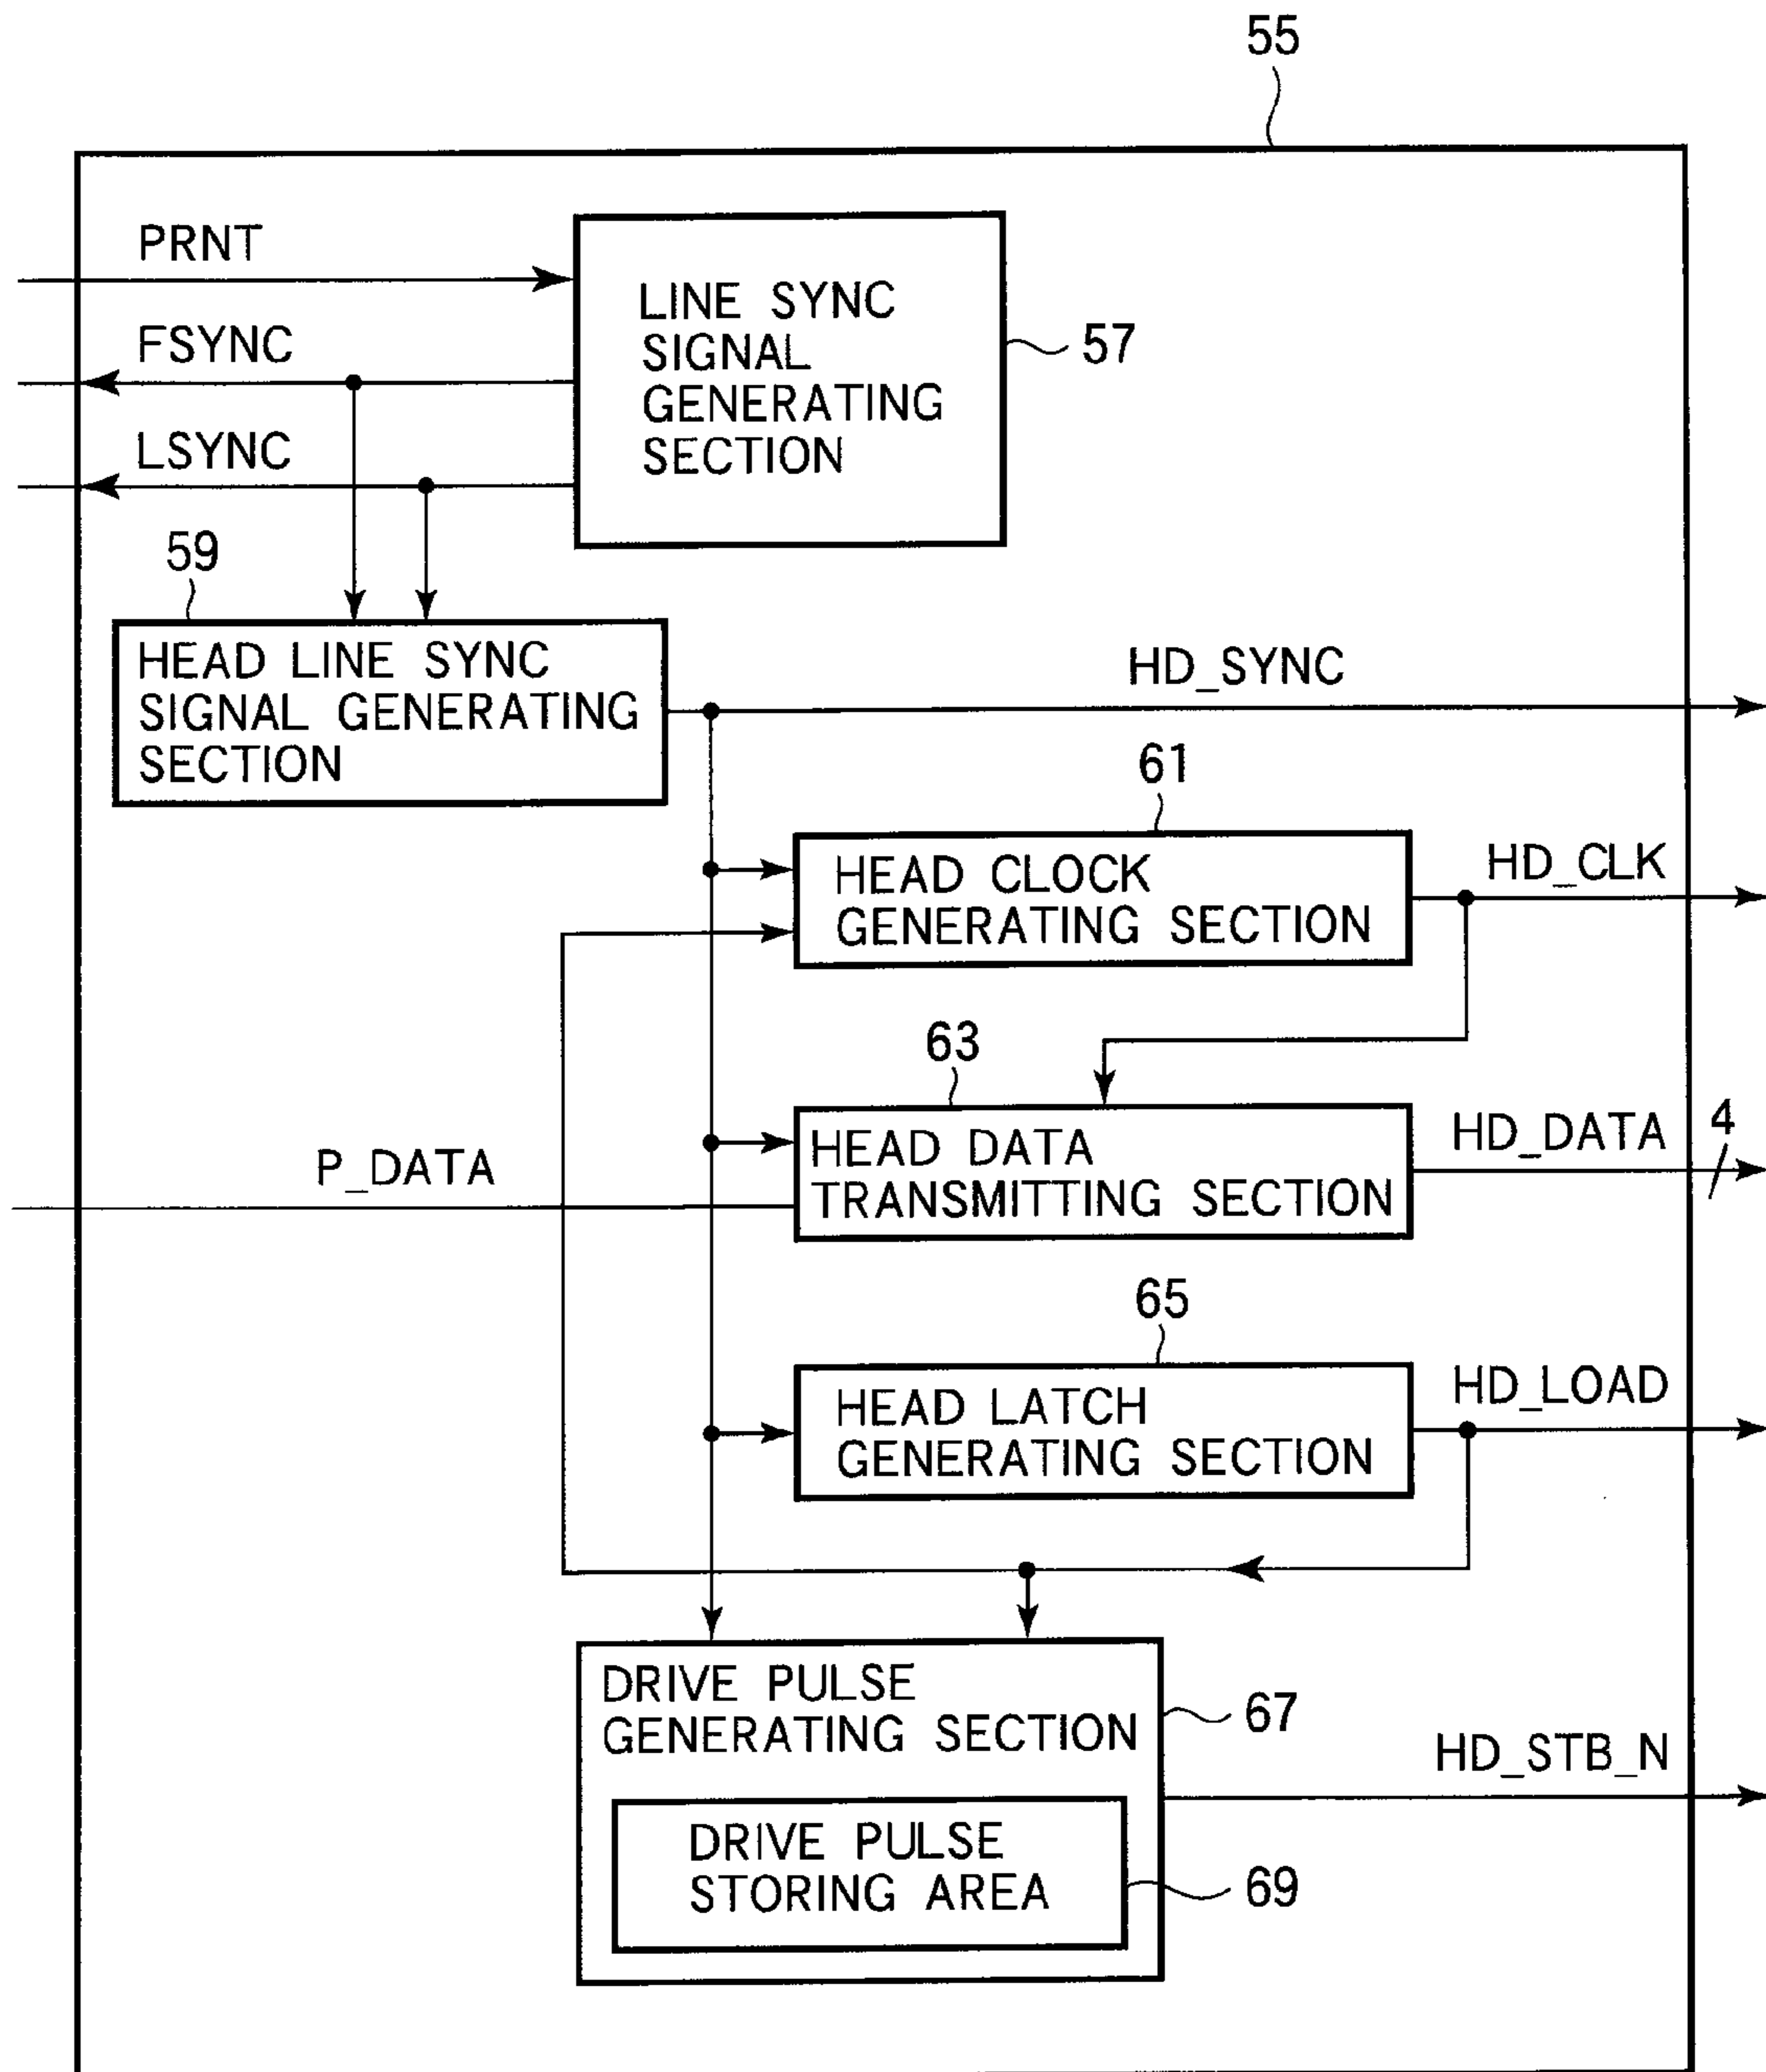 55
PRNT
FSYNC
LSYNC
LINE SYNC
SIGNAL
GENERATING
SECTION
57
59
HEAD LINE SYNC
SIGNAL GENERATING
SECTION
HD_SYNC
61
HEAD CLOCK
GENERATING SECTION
HD_CLK
63
P_DATA
HEAD DATA
TRANSMITTING SECTION
HD_DATA
4
65
HEAD LATCH
GENERATING SECTION
HD_LOAD
DRIVE PULSE
GENERATING SECTION
67
HD_STB_N
DRIVE PULSE
STORING AREA
69